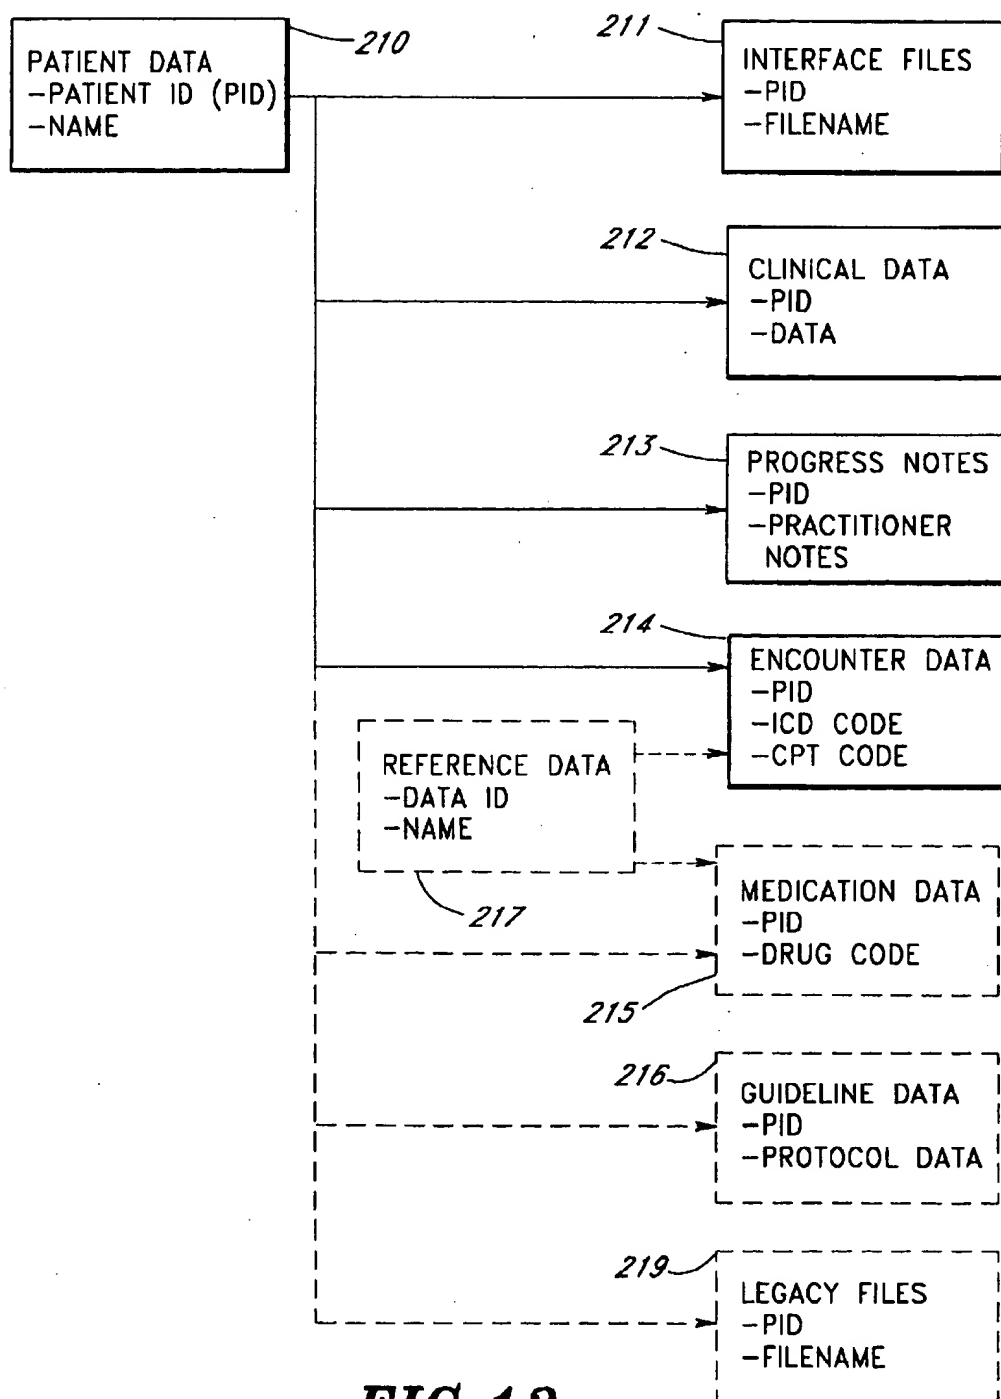 210
PATIENT DATA
-PATIENT ID (PID)
-NAME
211
INTERFACE FILES
-PID
-FILENAME
212
CLINICAL DATA
-PID
-DATA
213
PROGRESS NOTES
-PID
-PRACTITIONER
NOTES
214
ENCOUNTER DATA
-PID
-ICD CODE
-CPT CODE
REFERENCE DATA
-DATA ID
-NAME
217
MEDICATION DATA
-PID
-DRUG CODE
215
216
GUIDELINE DATA
-PID
-PROTOCOL DATA
219
LEGACY FILES
-PID
-FILENAME